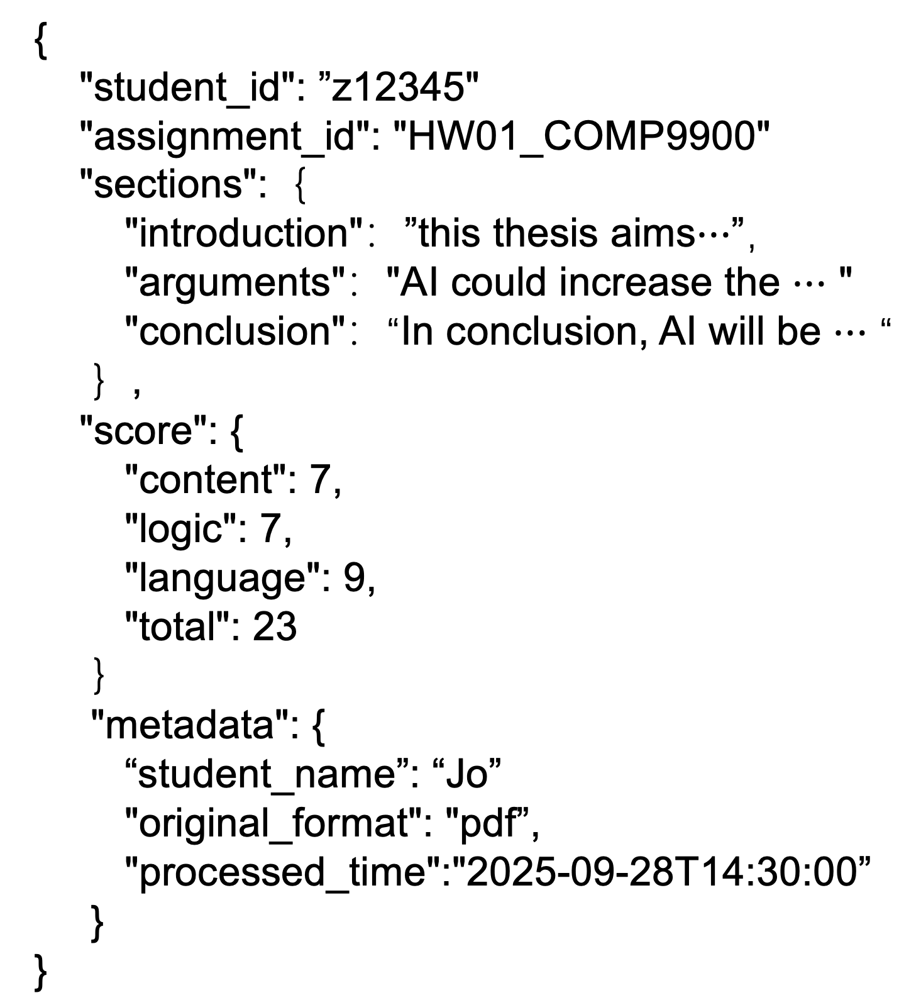 {
"student_id": ”z12345"
"assignment_id": "HW01_COMP9900"
"sections": {
"introduction": ”this thesis aims…”,
"arguments": "AI could increase the … "
"conclusion": “In conclusion, AI will be … “
} ,
"score": {
"content": 7,
"logic": 7,
"language": 9,
"total": 23
}
"metadata": {
“student_name”: “Jo”
"original_format": "pdf”,
"processed_time":"2025-09-28T14:30:00”
}
}